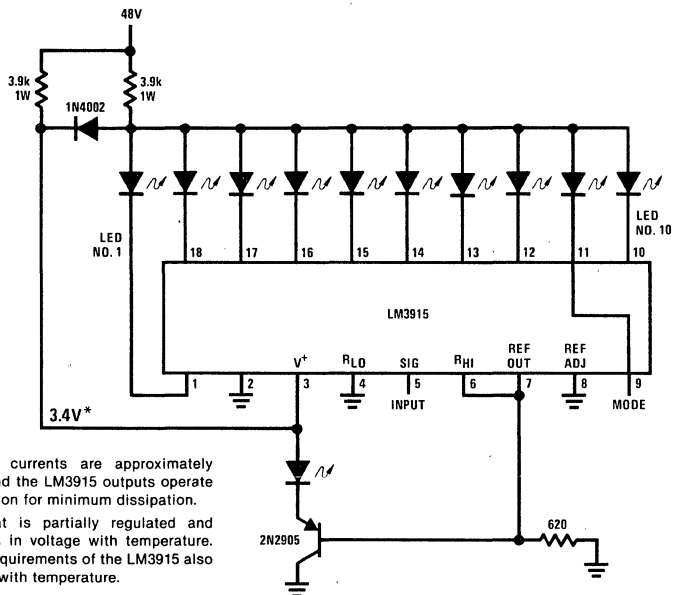 48V
3.9k
1W
1N4002
3.9k
1W
LED
NO. 1
LED
NO. 10
18 17 16 15 14 13 12 11 10
LM3915
V+ RLO SIG RHI REF OUT REF ADJ
1 2 3 4 5 6 7 8 9
INPUT
MODE
3.4V*
currents are approximately
nd the LM3915 outputs operate
on for minimum dissipation.
at is partially regulated and
in voltage with temperature.
equirements of the LM3915 also
with temperature.
2N2905
620